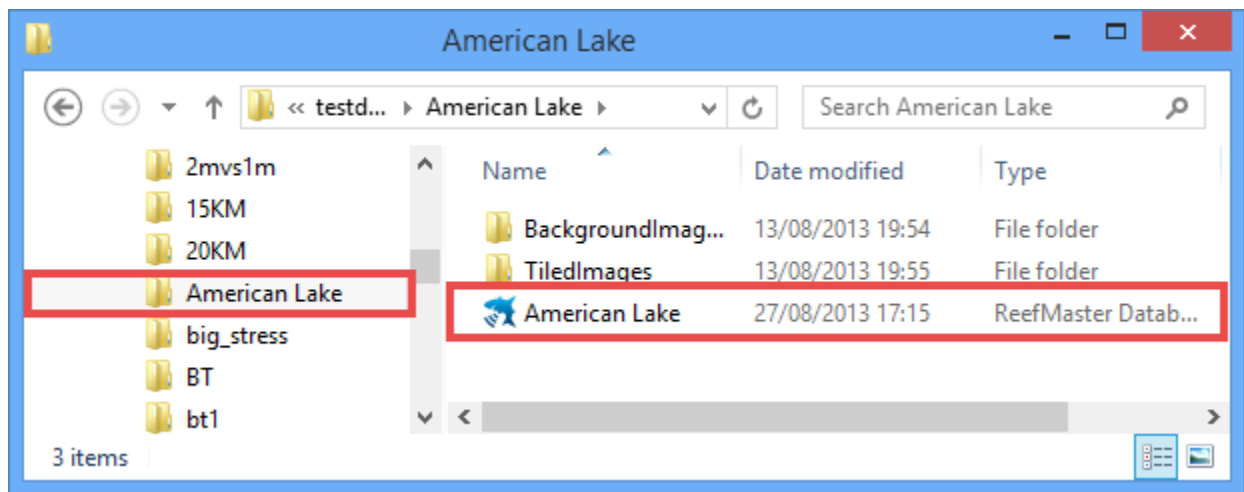 American Lake
« testd... American Lake
Search American Lake
2mvs1m
15KM
20KM
American Lake
big_stress
BT
bt1
Name Date modified Type
BackgroundImag... 13/08/2013 19:54 File folder
TiledImages 13/08/2013 19:55 File folder
American Lake 27/08/2013 17:15 ReefMaster Datab...
3 items